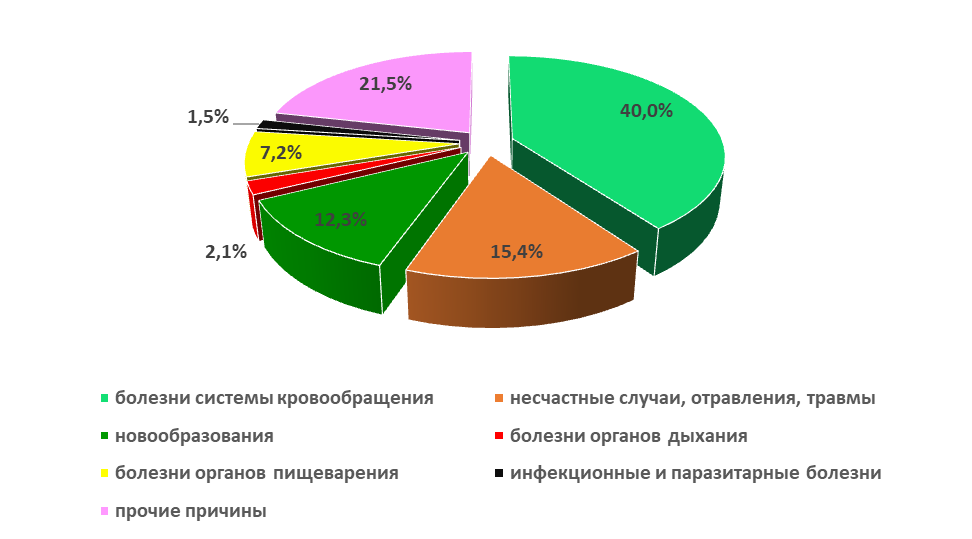 21,5%
40,0%
1,5%
7,2%
12,3%
2,1%
15,4%
болезни системы кровообращения
несчастные случаи, отравления, травмы
новообразования
болезни органов дыхания
болезни органов пищеварения
инфекционные и паразитарные болезни
прочие причины